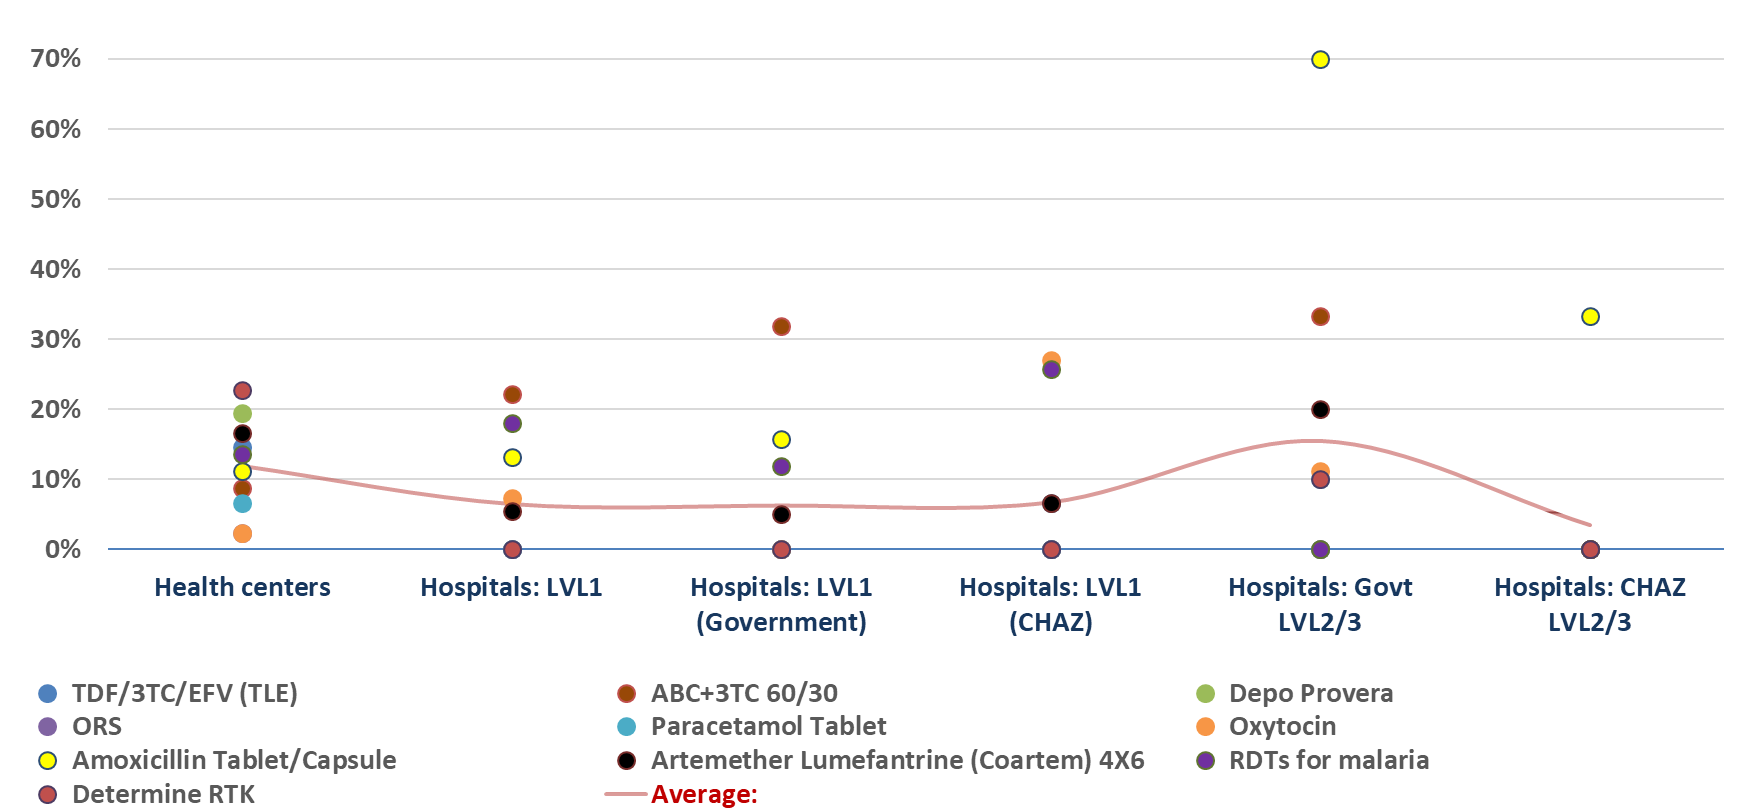 70%
60%
50%
40%
30%
20%
10%
0%
Health centers
Hospitals: LVL1
Hospitals: LVL1
(Government)
Hospitals: LVL1
(CHAZ)
Hospitals: Govt
LVL2/3
Hospitals: CHAZ
LVL2/3
TDF/3TC/EFV (TLE)
ABC+3TC 60/30
Depo Provera
ORS
Paracetamol Tablet
Oxytocin
Amoxicillin Tablet/Capsule
Artemether Lumefantrine (Coartem) 4X6
RDTs for malaria
Determine RTK
Average: